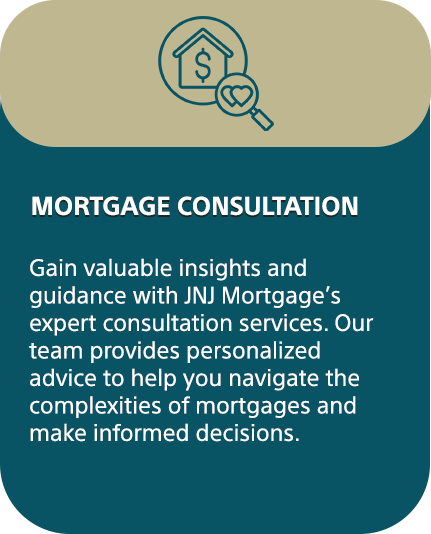 $
MORTGAGE CONSULTATION
Gain valuable insights and
guidance with JNJ Mortgage’s
expert consultation services. Our
team provides personalized
advice to help you navigate the
complexities of mortgages and
make informed decisions.